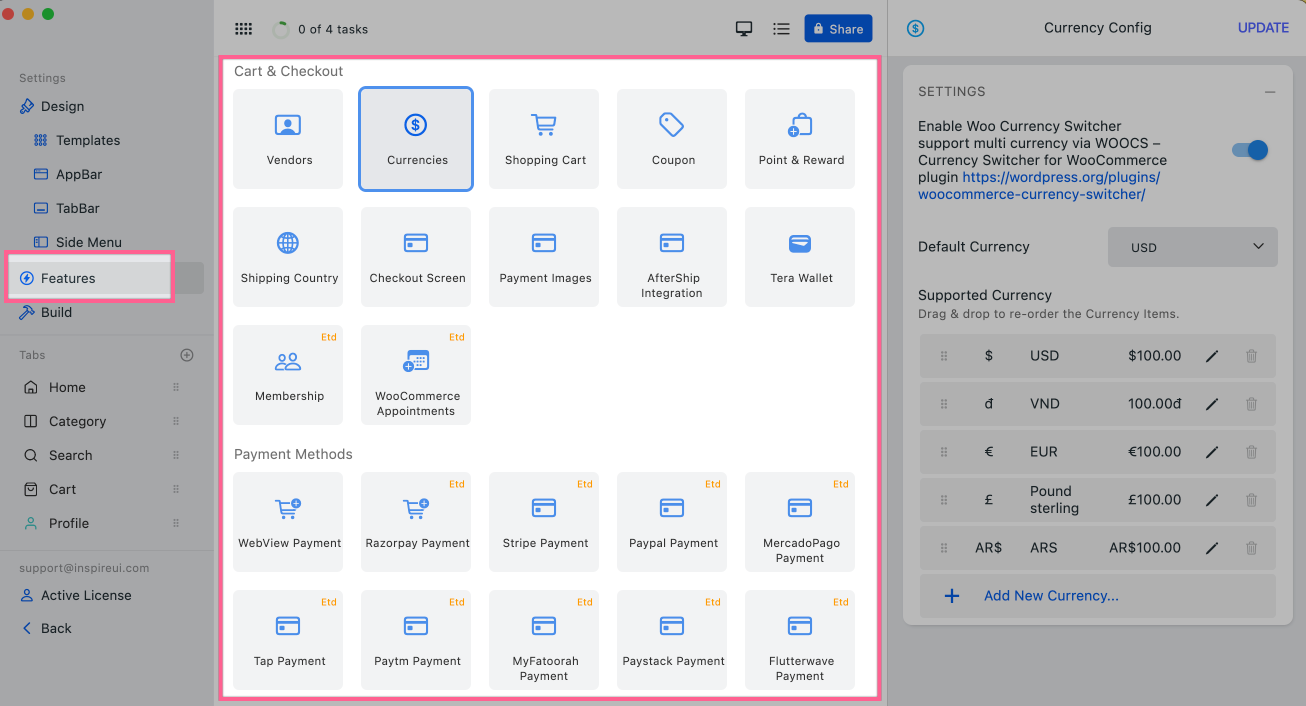 Settings
Design
Templates
AppBar
TabBar
Side Menu
Features
Build
Tabs
Home
Category
Search
Cart
Profile
support@inspireui.com
Active License
Back
0 of 4 tasks
Share
Cart & Checkout
Vendors
$
Currencies
Shopping Cart
Coupon
Point & Reward
Shipping Country
Checkout Screen
Payment Images
AfterShip
Integration
Tera Wallet
Etd
Membership
Etd
WooCommerce
Appointments
Payment Methods
WebView Payment
Etd
Razorpay Payment
Etd
Stripe Payment
Etd
Paypal Payment
Etd
MercadoPago
Payment
Etd
Tap Payment
Etd
Paytm Payment
Etd
MyFatoorah
Payment
Etd
Paystack Payment
Etd
Flutterwave
Payment
$
Currency Config
UPDATE
SETTINGS
Enable Woo Currency Switcher
support multi currency via WOOCS –
Currency Switcher for WooCommerce
plugin https://wordpress.org/plugins/
woocommerce-currency-switcher/
Default Currency
USD
Supported Currency
Drag & drop to re-order the Currency Items.
$ USD $100.00
đ VND 100.00đ
€ EUR €100.00
£ Pound
sterling £100.00
AR$ ARS AR$100.00
Add New Currency...